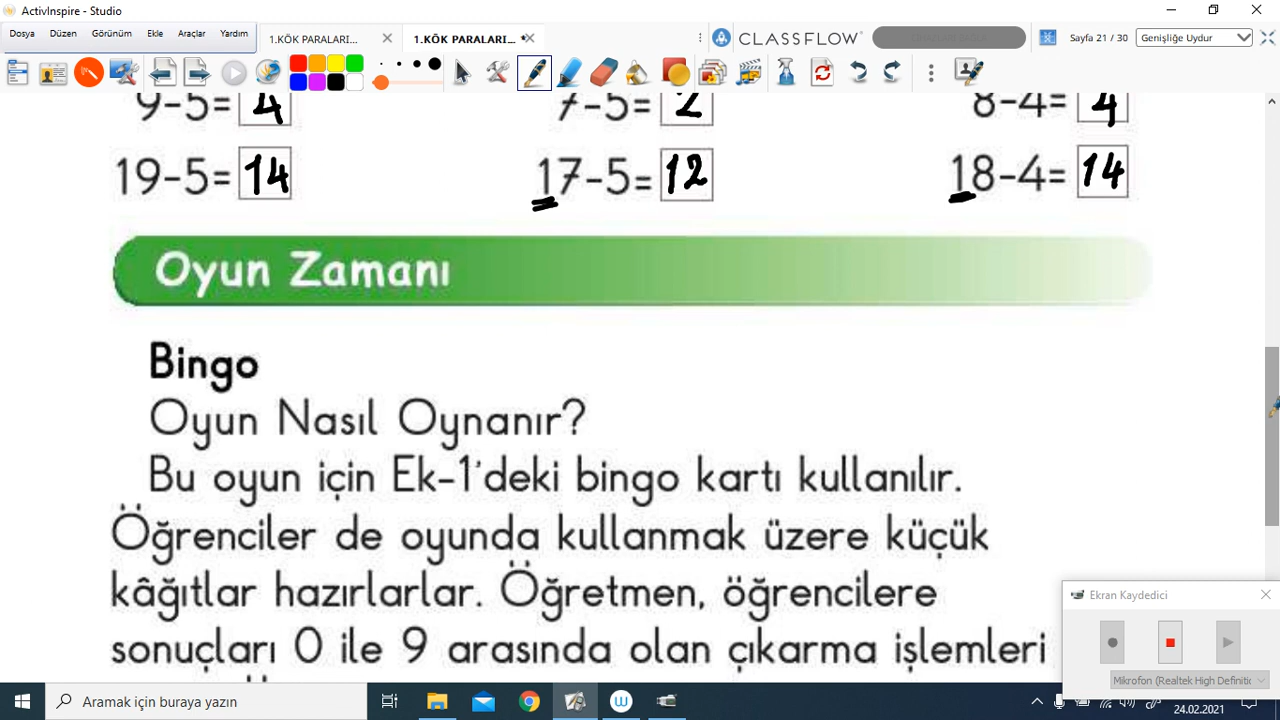 ActivInspire - Studio
Dosya Düzen Görünüm Ekle Araçlar Yardım
1.KÖK PARALARI... 1.KÖK PARALARI... *
CLASSFLOW
Sayfa 21 / 30 Genişliğe Uydur
9-5= 4 7-5= 2 8-4= 4
19-5= 14 17-5= 12 18-4= 14
Oyun Zamanı
Bingo
Oyun Nasıl Oynanır?
Bu oyun için Ek-1'deki bingo kartı kullanılır.
Öğrenciler de oyunda kullanmak üzere küçük
kâğıtlar hazırlarlar. Öğretmen, öğrencilere
sonuçları 0 ile 9 arasında olan çıkarma işlemleri
Ekran Kaydedici
Mikrofon (Realtek High Definitic
Aramak için buraya yazın
24.02.2021